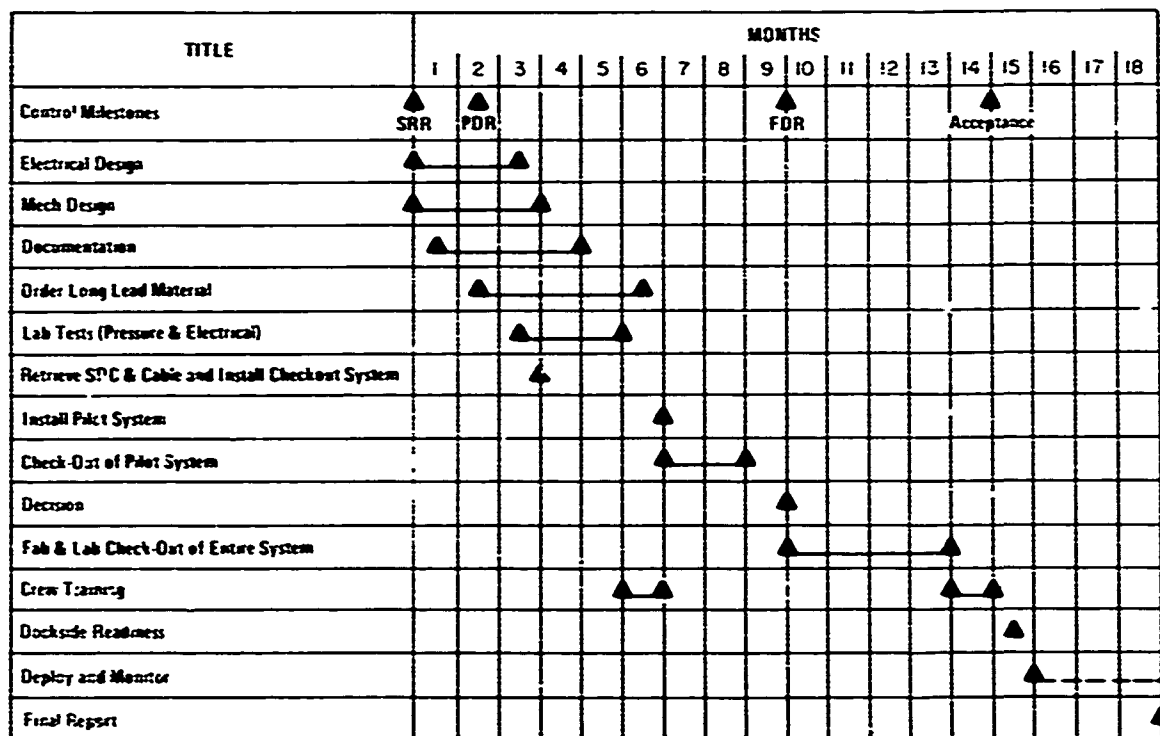 TITLE
MONTHS
1 2 3 4 5 6 7 8 9 10 11 12 13 14 15 16 17 18
Control Milestones
SRR PDR FDR Acceptance
Electrical Design
Mech Design
Documentation
Order Long Lead Material
Lab Tests (Pressure & Electrical)
Retrieve & Cable and Install Checkout System
Install Pilot System
Check-Out of Pilot System
Decision
Fab & Lab Check-Out of Entire System
Crew Training
Dockside Readiness
Deploy and Monitor
Final Report